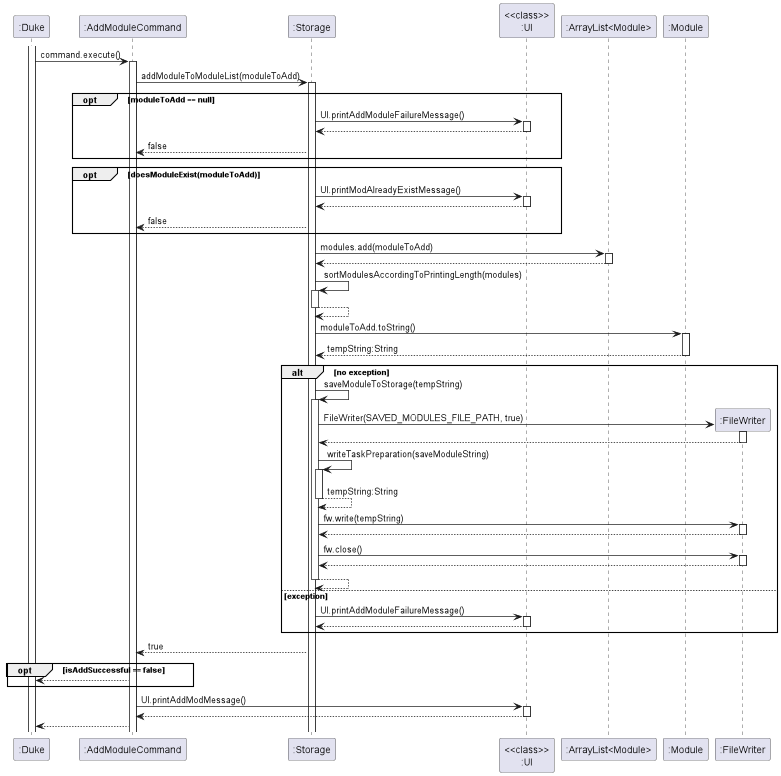 <<class>>
:Duke :AddModuleCommand :Storage :UI :ArrayList<Module> :Module
command.execute()
addModuleToModuleList(moduleToAdd)
opt [moduleToAdd == null]
UI.printAddModuleFailureMessage()
false
opt [doesModuleExist(moduleToAdd)]
UI.printModAlreadyExistMessage()
false
modules.add(moduleToAdd)
sortModulesAccordingToPrintingLength(modules)
moduleToAdd.toString()
tempString:String
alt [no exception]
saveModuleToStorage(tempString)
FileWriter(SAVED_MODULES_FILE_PATH, true) :FileWriter
writeTaskPreparation(saveModuleString)
tempString:String
fw.write(tempString)
fw.close()
[exception]
UI.printAddModuleFailureMessage()
true
opt [isAddSuccessful == false]
UI.printAddModMessage()
:Duke :AddModuleCommand :Storage <<class>> :ArrayList<Module> :Module :FileWriter
:UI